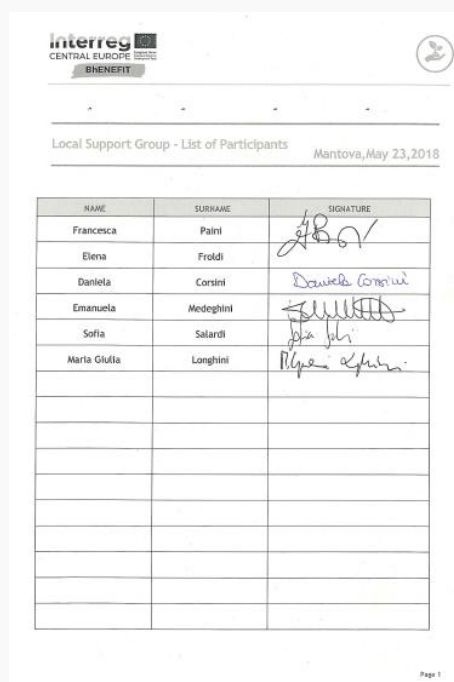 Interreg
CENTRAL EUROPE
BhENEFIT
Local Support Group - List of Participants
Mantova,May 23,2018
NAME SURNAME SIGNATURE
Francesca Paini
Elena Froldi
Daniela Corsini Daniela Corsini
Emanuela Medeghini
Sofia Salardi
Maria Giulia Longhini
Page 1